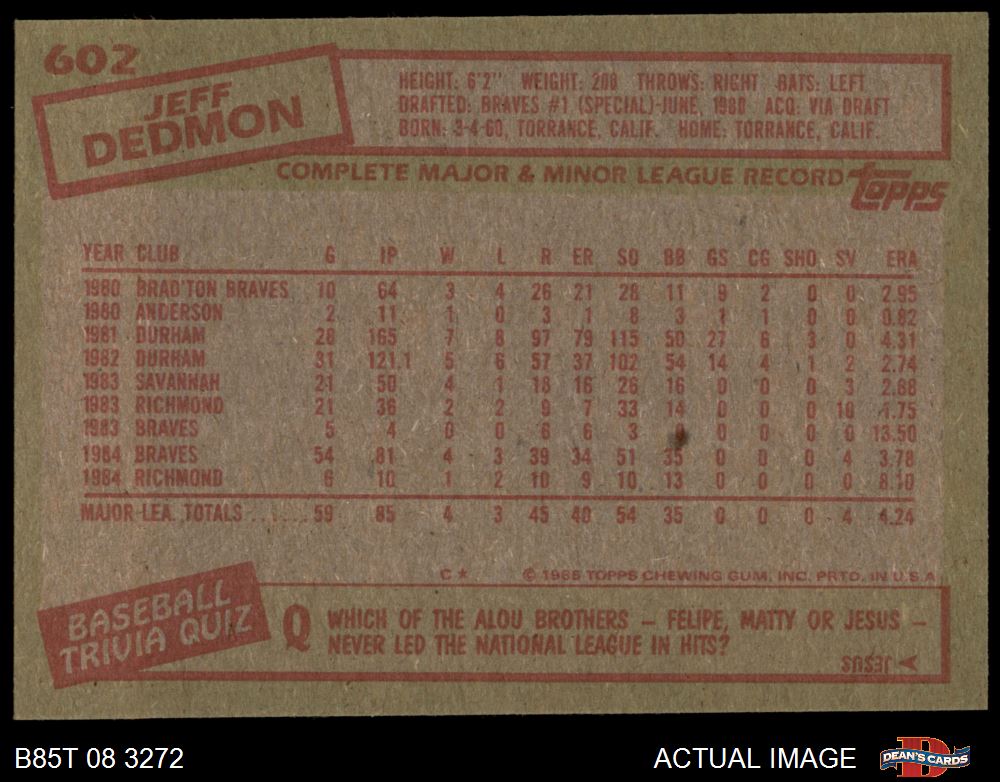 602
JEFF
DEDMON
HEIGHT: 6'2" WEIGHT: 200 THROWS: RIGHT BATS: LEFT
DRAFTED: BRAVES #1 (SPECIAL)-JUNE, 1980 ACQ. VIA DRAFT
BORN: 3-4-60, TORRANCE, CALIF. HOME: TORRANCE, CALIF.
COMPLETE MAJOR & MINOR LEAGUE RECORD topps
YEAR CLUB G IP W L R ER SO BB GS CG SHO SV ERA
1980 BRAD'TON BRAVES 10 64 3 4 26 21 28 11 9 2 0 0 2.95
1980 ANDERSON 2 11 1 0 3 1 8 3 1 1 0 0 0.82
1981 DURHAM 28 165 7 8 97 79 115 50 27 6 3 0 4.31
1982 DURHAM 31 121.1 5 6 57 37 102 54 14 4 1 2 2.74
1983 SAVANNAH 21 50 4 1 18 16 26 16 0 0 0 3 2.88
1983 RICHMOND 21 36 2 2 9 7 33 14 0 0 0 10 1.75
1983 BRAVES 5 4 0 0 6 6 3 0 0 0 0 13.50
1984 BRAVES 54 81 4 3 39 34 51 35 0 0 0 4 3.78
1984 RICHMOND 6 10 1 2 10 9 10 13 0 0 0 0 8.10
MAJOR LEA. TOTALS ....... 59 85 4 3 45 40 54 35 0 0 0 4 4.24
C★ © 1985 TOPPS CHEWING GUM, INC. PRTD. IN U.S.A.
BASEBALL
TRIVIA QUIZ
Q WHICH OF THE ALOU BROTHERS – FELIPE, MATTY OR JESUS –
NEVER LED THE NATIONAL LEAGUE IN HITS?
A JESUS
B85T 08 3272 ACTUAL IMAGE D DEAN'S CARDS